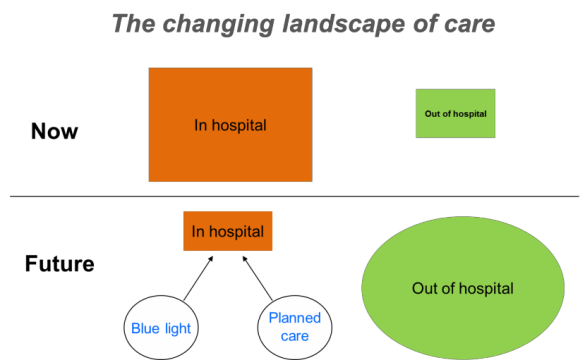 The changing landscape of care
Now
In hospital
Out of hospital
Future
In hospital
Out of hospital
Blue light
Planned
care